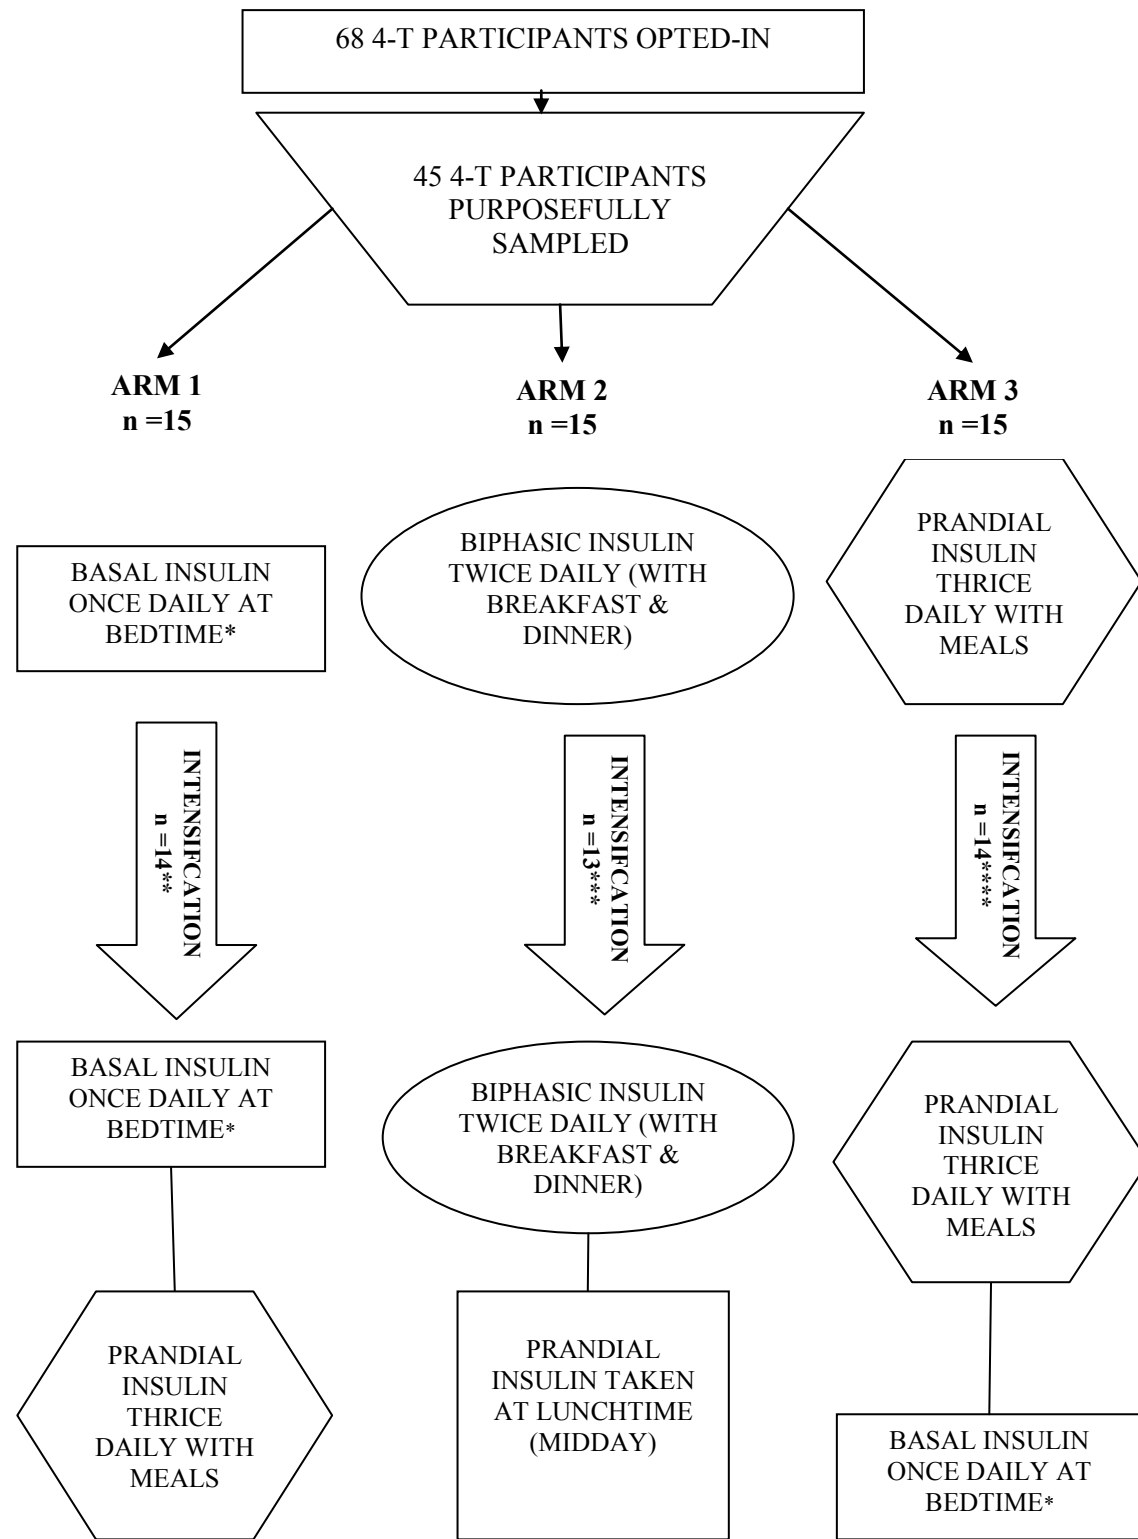 68 4-T PARTICIPANTS OPTED-IN
45 4-T PARTICIPANTS
PURPOSEFULLY
SAMPLED
ARM 1
n =15
ARM 2
n =15
ARM 3
n =15
BASAL INSULIN
ONCE DAILY AT
BEDTIME*
BIPHASIC INSULIN
TWICE DAILY (WITH
BREAKFAST &
DINNER)
PRANDIAL
INSULIN
THRICE
DAILY WITH
MEALS
INTENSIFCATION
n =14**
INTENSIFCATION
n =13***
INTENSIFCATION
n =14****
BASAL INSULIN
ONCE DAILY AT
BEDTIME*
BIPHASIC INSULIN
TWICE DAILY (WITH
BREAKFAST &
DINNER)
PRANDIAL
INSULIN
THRICE
DAILY WITH
MEALS
PRANDIAL
INSULIN
THRICE
DAILY WITH
MEALS
PRANDIAL
INSULIN TAKEN
AT LUNCHTIME
(MIDDAY)
BASAL INSULIN
ONCE DAILY AT
BEDTIME*